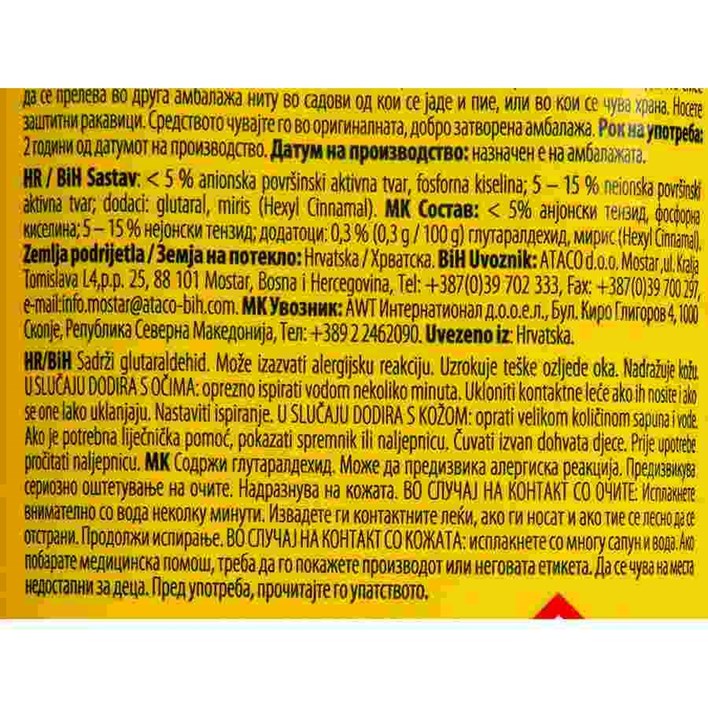 да се прелева во друга амбалажа ниту во садови од кои се јаде и пие, или во кои се чува храна. Носете
заштитни ракавици. Средството чувајте го во оригиналната, добро затворена амбалажа. Рок на употреба:
2 години од датумот на производство. Датум на производство: назначен е на амбалажата.
HR / BiH Sastav: < 5 % anionska površinski aktivna tvar, fosforna kiselina; 5 – 15 % neionska površinski
aktivna tvar; dodaci: glutaral, miris (Hexyl Cinnamal). MK Состав: < 5% анјонски тензид, фосфорна
киселина; 5 – 15 % нејонски тензид; додатоци: 0,3 % (0,3 g / 100 g) глутаралдехид, мирис (Hexyl Cinnamal).
Zemlja podrijetla / Земја на потекло: Hrvatska / Хрватска. BiH Uvoznik: ATACO d.o.o. Mostar, ul. Kralja
Tomislava L4, p.p. 25, 88 101 Mostar, Bosna i Hercegovina, Tel: +387(0)39 702 333, Fax: +387(0)39 700 297,
e-mail:info.mostar@ataco-bih.com. МК Увозник: AWT Интернационал д.о.о.е.л., Бул. Киро Глигоров 4, 1000
Скопје, Република Северна Македонија, Тел: +389 2 2462090. Uvezeno iz: Hrvatska.
HR/BiH Sadrži glutaraldehid. Može izazvati alergijsku reakciju. Uzrokuje teške ozljede oka. Nadražuje kožu.
U SLUČAJU DODIRA S OČIMA: oprezno ispirati vodom nekoliko minuta. Ukloniti kontaktne leće ako ih nosite i ako
se one lako uklanjaju. Nastaviti ispiranje. U SLUČAJU DODIRA S KOŽOM: oprati velikom količinom sapuna i vode.
Ako je potrebna liječnička pomoć, pokazati spremnik ili naljepnicu. Čuvati izvan dohvata djece. Prije upotrebe
pročitati naljepnicu. МК Содржи глутаралдехид. Може да предизвика алергиска реакција. Предизвикува
сериозно оштетување на очите. Надразнува на кожата. ВО СЛУЧАЈ НА КОНТАКТ СО ОЧИТЕ: Исплакнете
внимателно со вода неколку минути. Извадете ги контактните леќи, ако ги носат и ако тие се лесно да се
отстрани. Продолжи испирање. ВО СЛУЧАЈ НА КОНТАКТ СО КОЖАТА: исплакнете со многу сапун и вода. Ако
побарате медицинска помош, треба да го покажете производот или неговата етикета. Да се чува на места
недостапни за деца. Пред употреба, прочитајте го упатството.